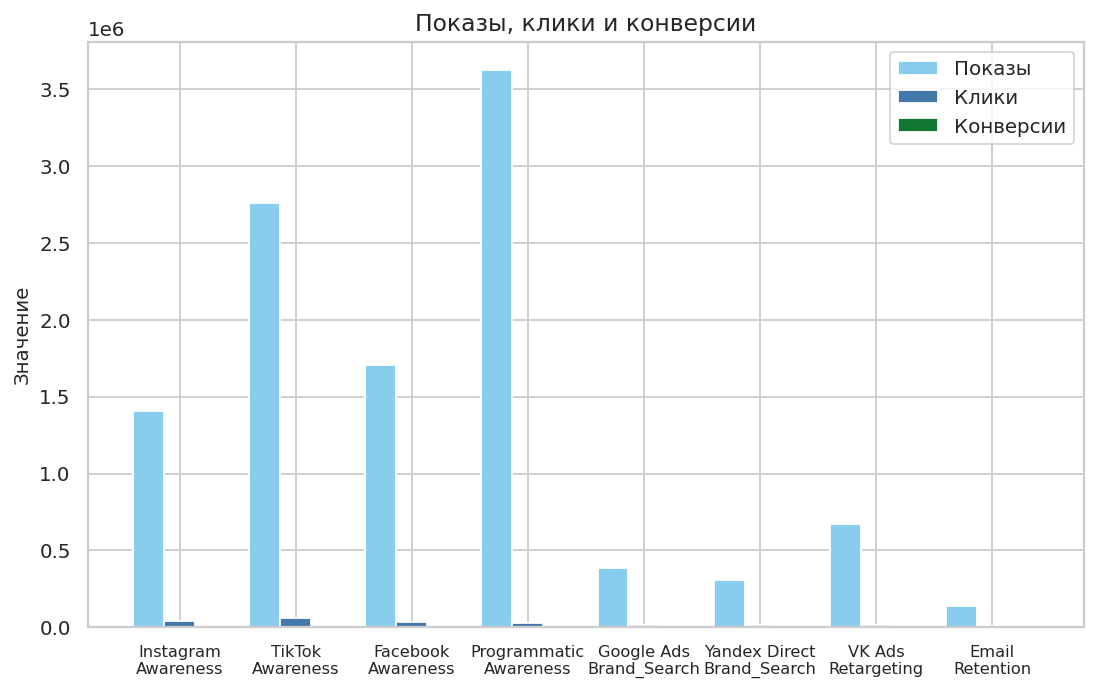 Показы, клики и конверсии
1e6
Показы
Клики
Конверсии
Значение
3.5
3.0
2.5
2.0
1.5
1.0
0.5
0.0
Instagram
Awareness
TikTok
Awareness
Facebook
Awareness
Programmatic
Awareness
Google Ads
Brand_Search
Yandex Direct
Brand_Search
VK Ads
Retargeting
Email
Retention